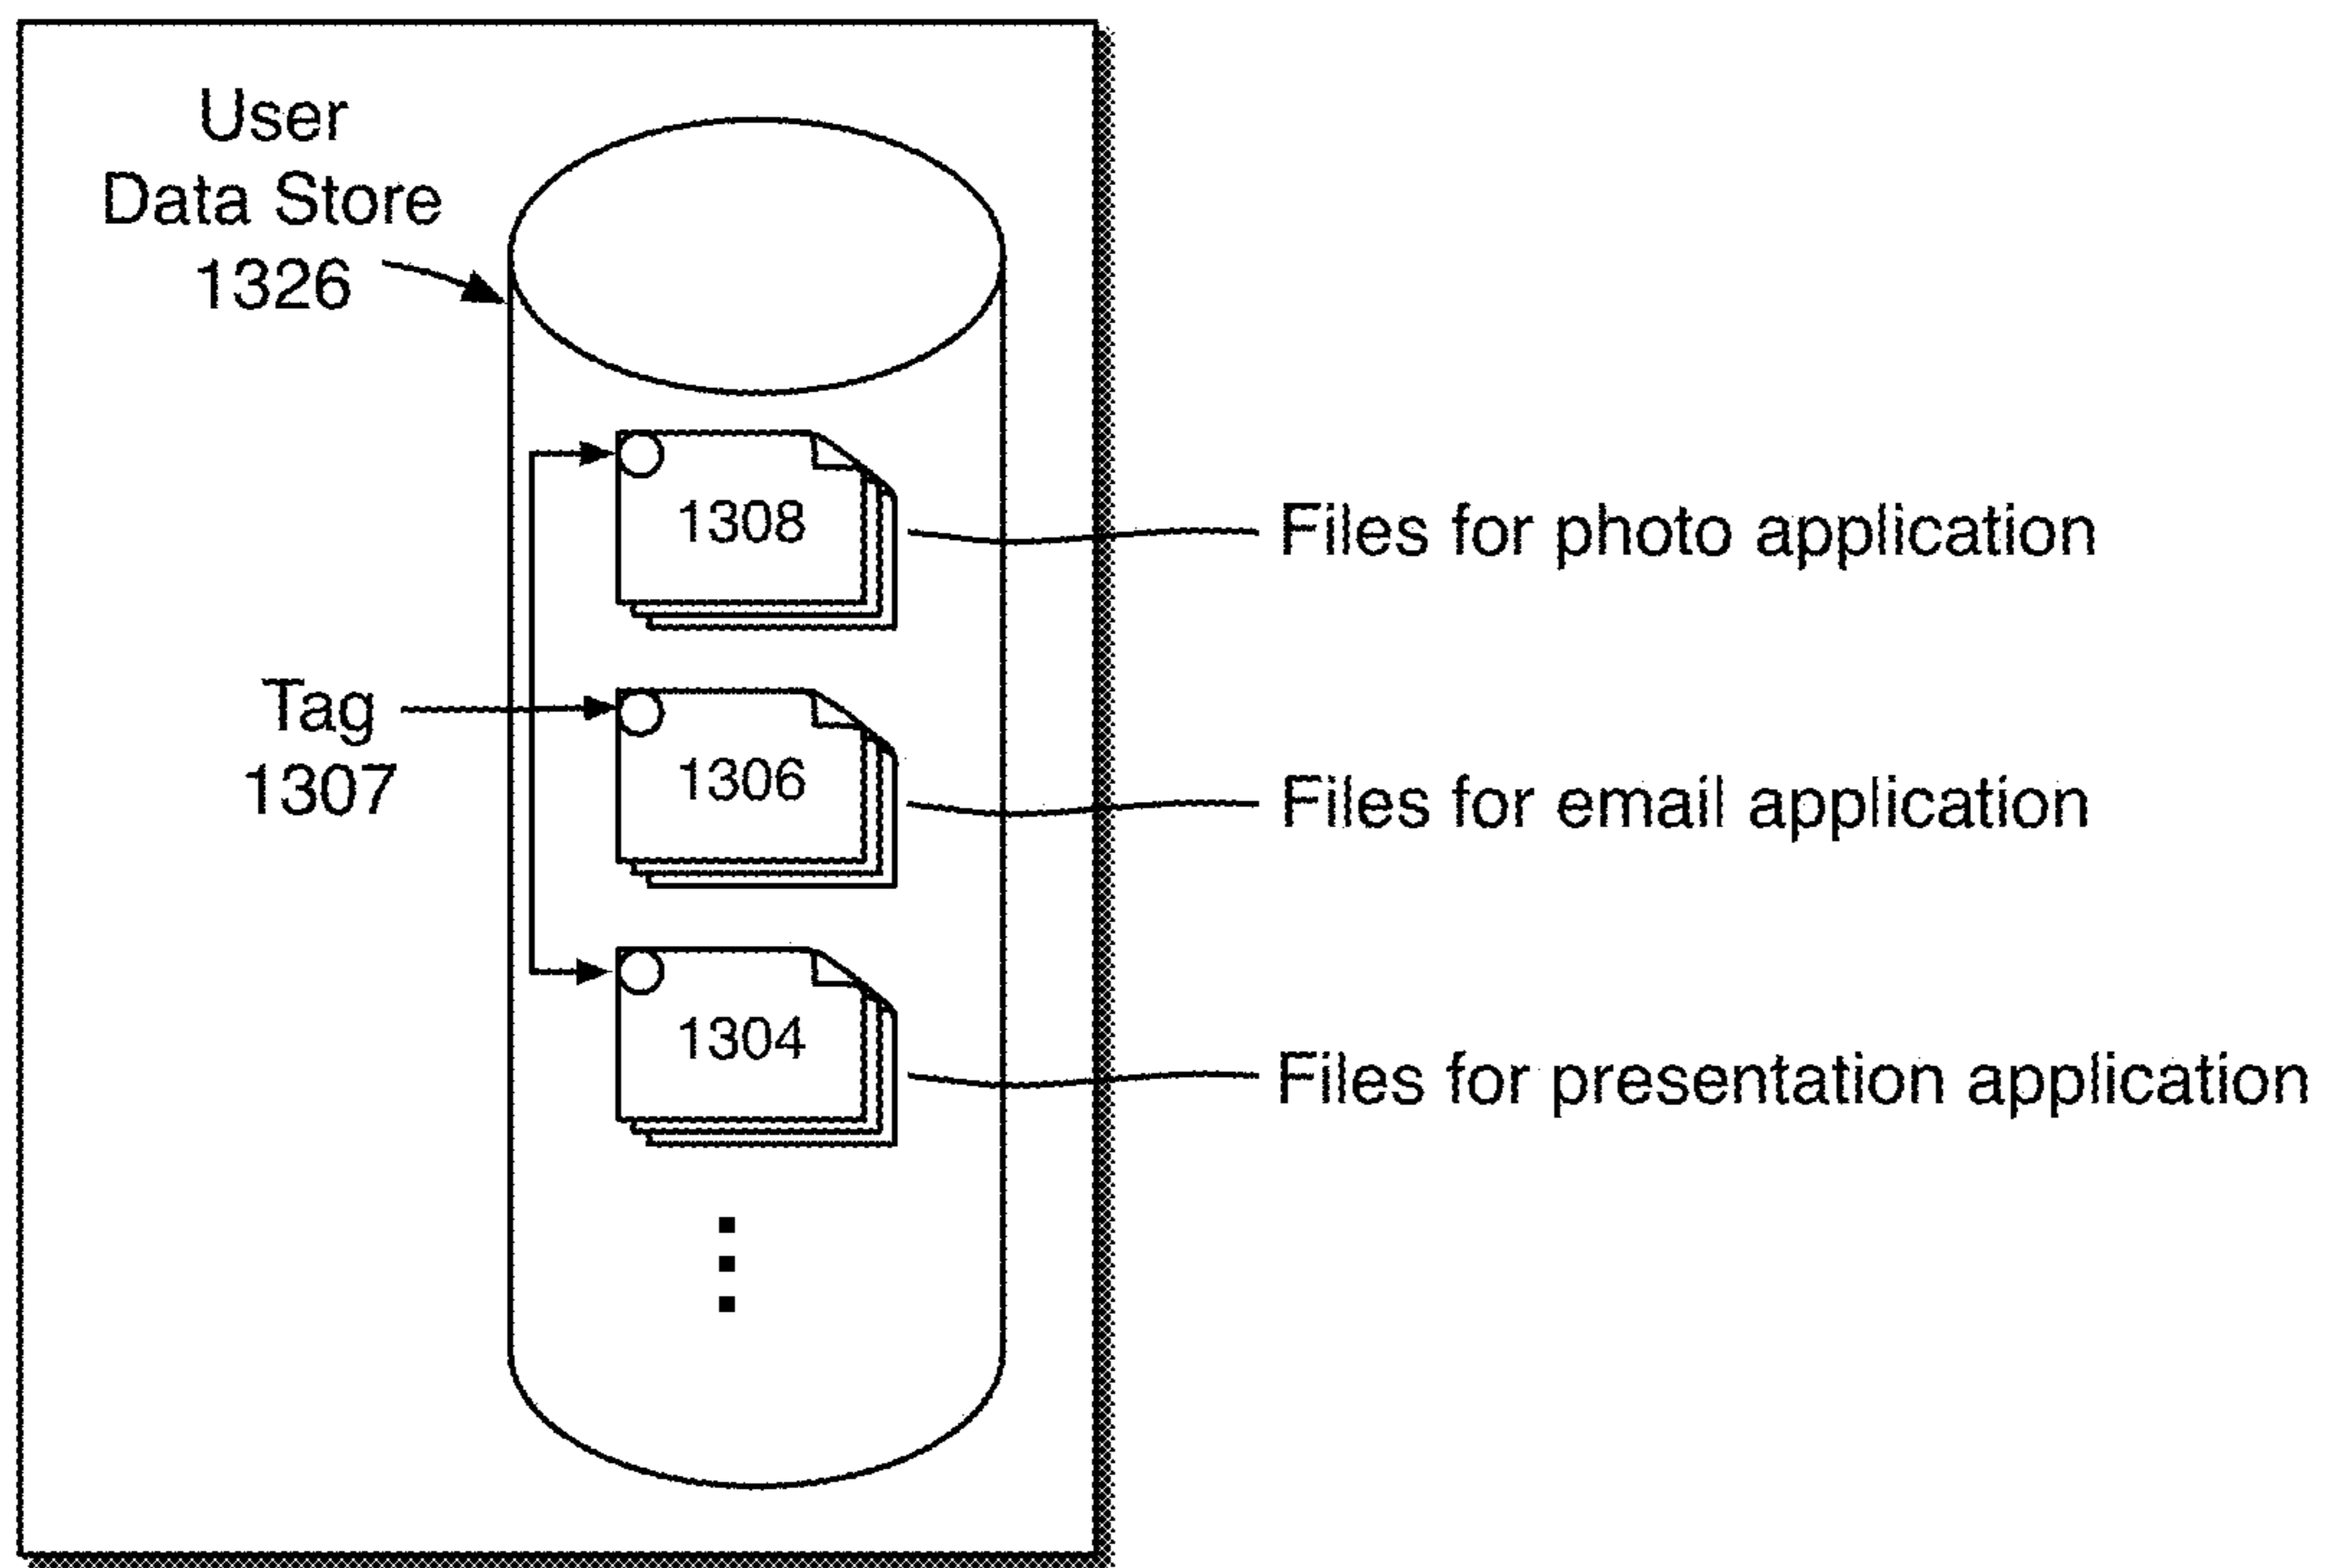 User
Data Store
1326
1308
Files for photo application
Tag
1307
1306
Files for email application
1304
Files for presentation application